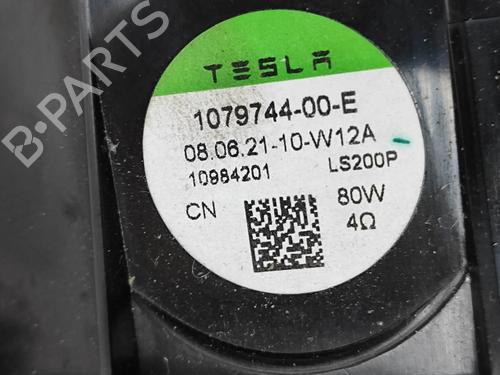 B-PARTS
TESLA
1079744-00-E
08.06.21-10-W12A
10984201 LS200P
CN 80W
4Ω